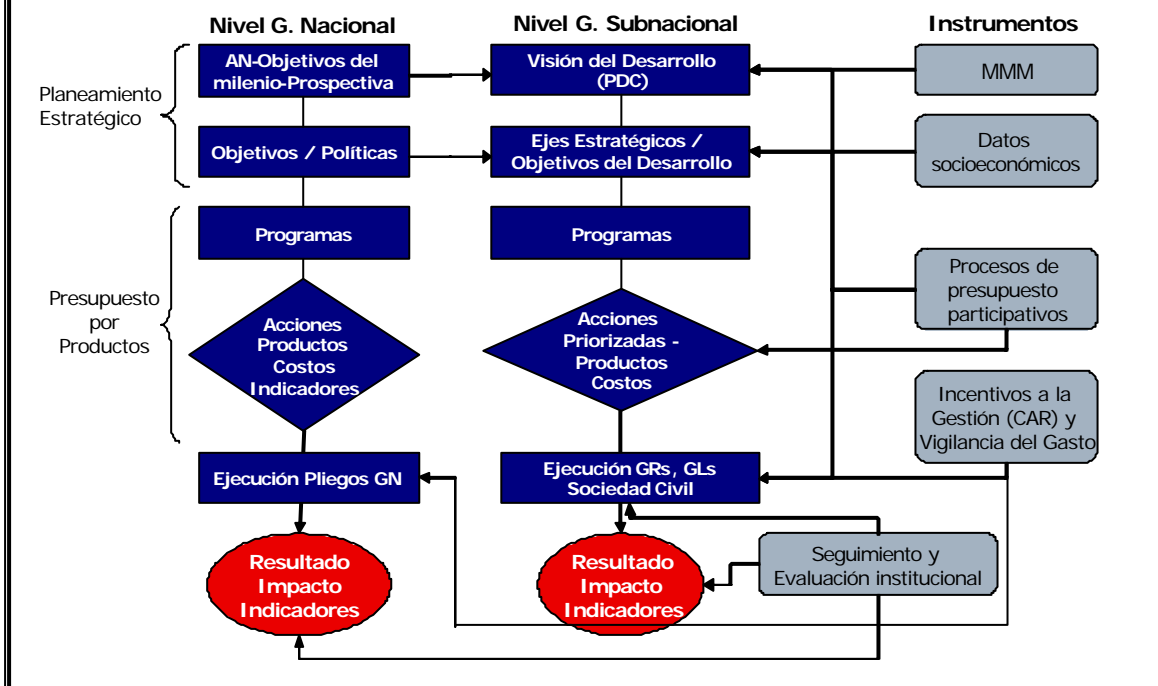 Nivel G. Nacional
Nivel G. Subnacional
Instrumentos
Planeamiento
Estratégico
AN-Objetivos del
milenio-Prospectiva
Visión del Desarrollo
(PDC)
MMM
Objetivos / Políticas
Ejes Estratégicos /
Objetivos del Desarrollo
Datos
socioeconómicos
Presupuesto
por
Productos
Programas
Programas
Procesos de
presupuesto
participativos
Acciones
Productos
Costos
Indicadores
Acciones
Priorizadas -
Productos
Costos
Incentivos a la
Gestión (CAR) y
Vigilancia del Gasto
Ejecución Pliegos GN
Ejecución GRs, GLs
Sociedad Civil
Resultado
Impacto
Indicadores
Resultado
Impacto
Indicadores
Seguimiento y
Evaluación institucional